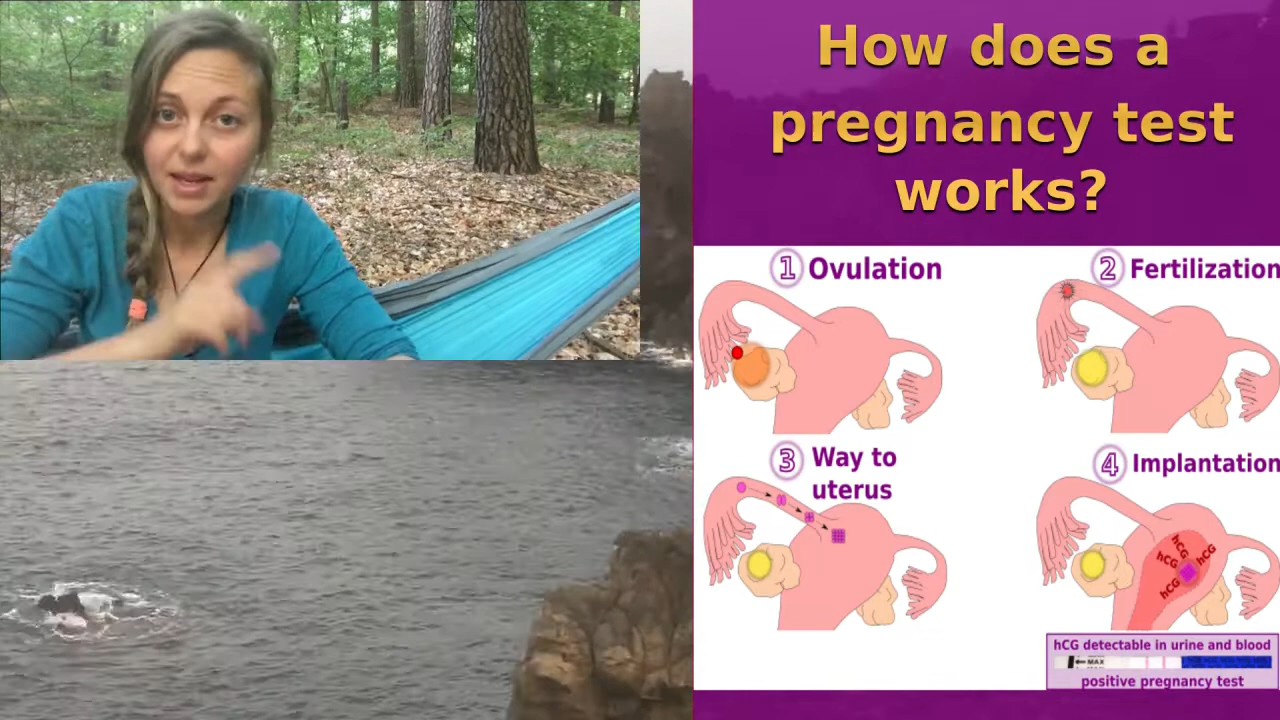 How does a
pregnancy test
works?
1 Ovulation
2 Fertilization
3 Way to
uterus
4 Implantation
hCG
hCG
hCG
hCG
hCG detectable in urine and blood
MAX
positive pregnancy test